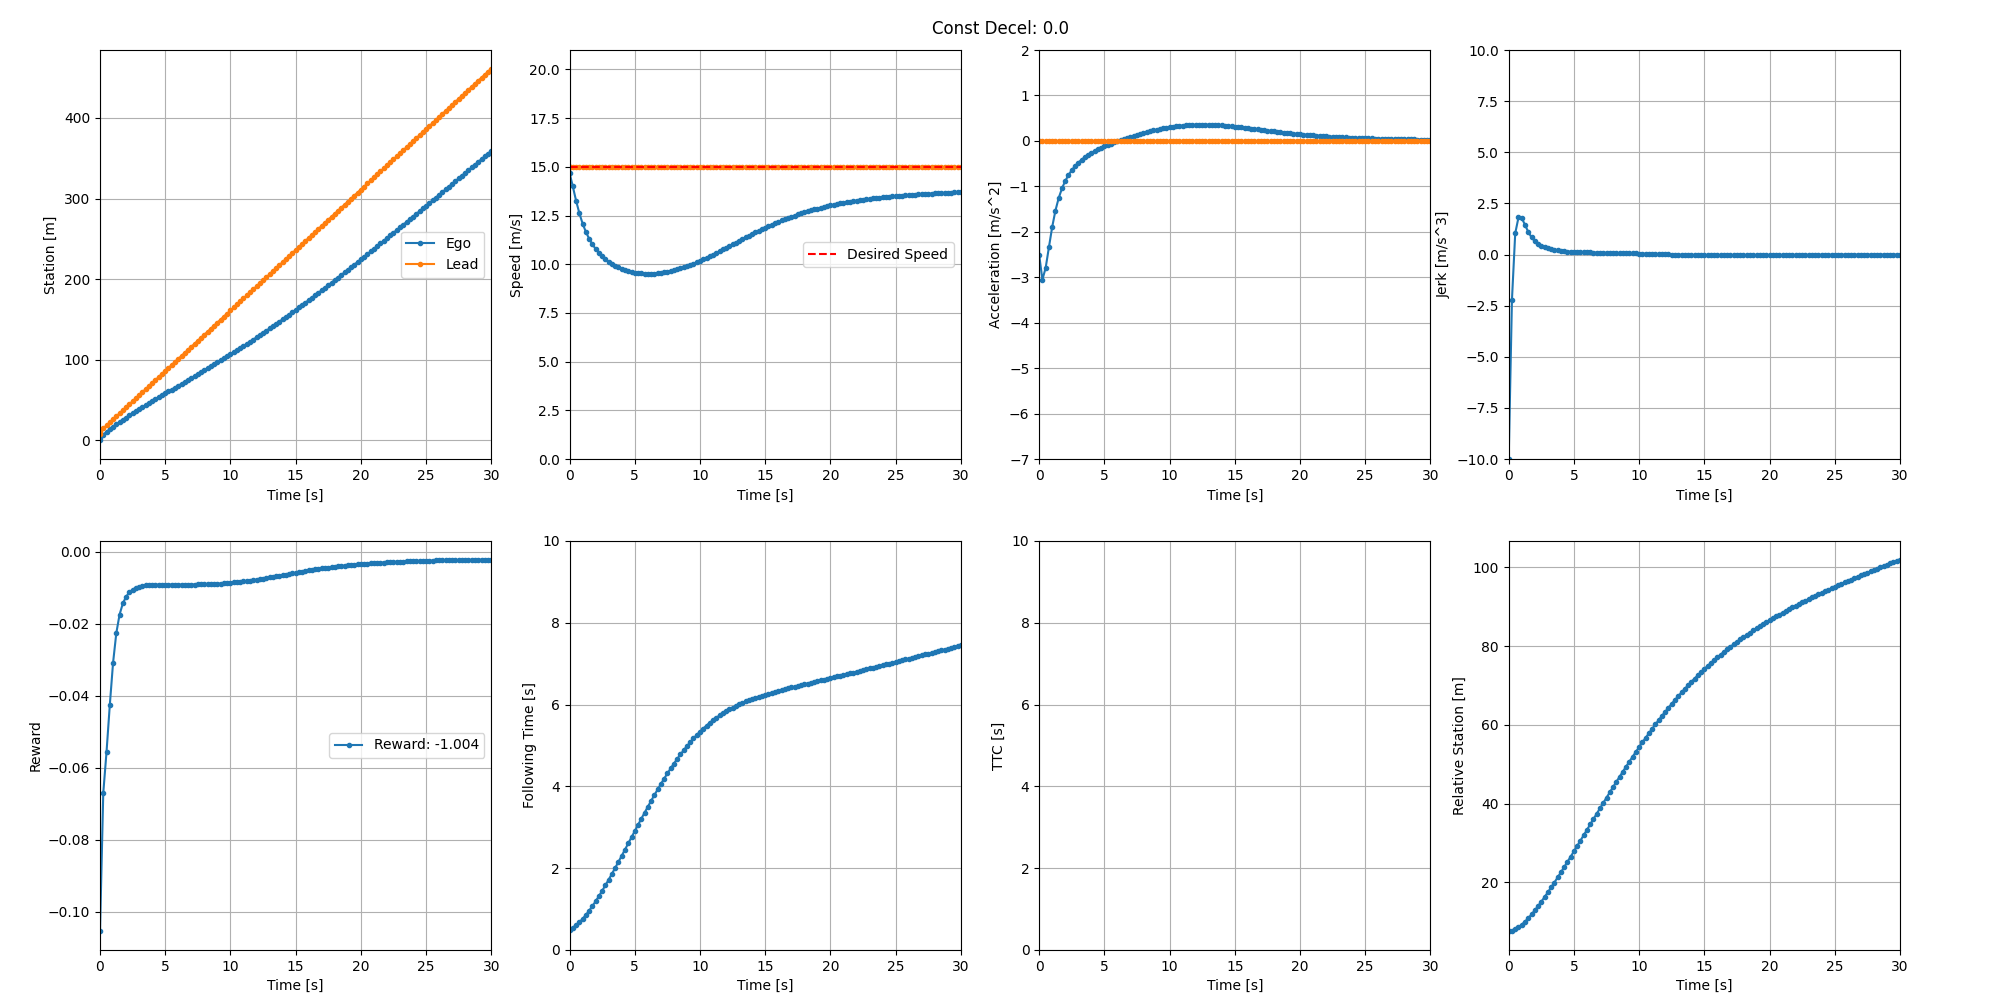 Const Decel: 0.0
Station [m]
400
300
200
100
0
Ego
Lead
0 5 10 15 20 25 30
Time [s]
Speed [m/s]
20.0
17.5
15.0
12.5
10.0
7.5
5.0
2.5
0.0
Desired Speed
0 5 10 15 20 25 30
Time [s]
Acceleration [m/s^2]
2
1
0
−1
−2
−3
−4
−5
−6
−7
0 5 10 15 20 25 30
Time [s]
Jerk [m/s^3]
10.0
7.5
5.0
2.5
0.0
−2.5
−5.0
−7.5
−10.0
0 5 10 15 20 25 30
Time [s]
Reward
0.00
−0.02
−0.04
−0.06
−0.08
−0.10
Reward: -1.004
0 5 10 15 20 25 30
Time [s]
Following Time [s]
10
8
6
4
2
0
0 5 10 15 20 25 30
Time [s]
TTC [s]
10
8
6
4
2
0
0 5 10 15 20 25 30
Time [s]
Relative Station [m]
100
80
60
40
20
0 5 10 15 20 25 30
Time [s]